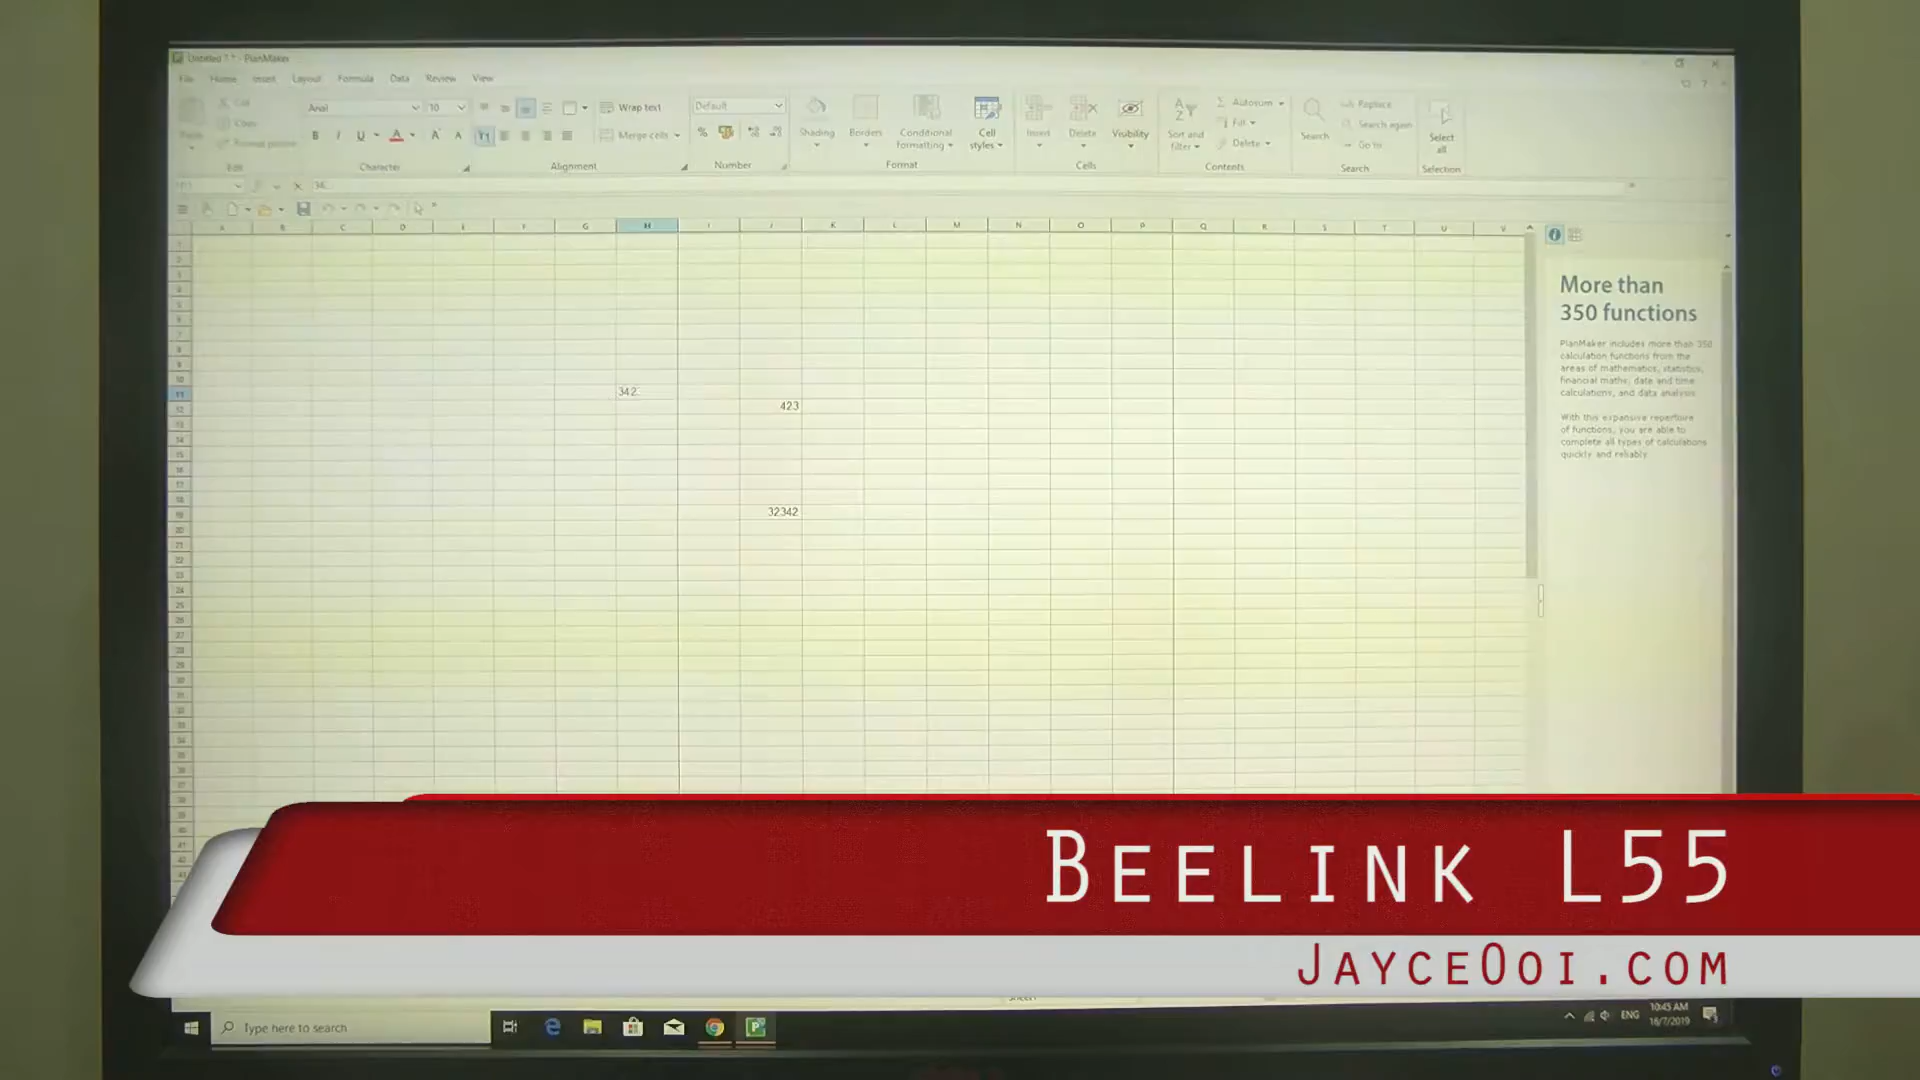 Untitled 1 * - PlanMaker
File Home Insert Layout Formula Data Review View
Arial 10 Wrap text Default Autosum Replace
Cut
Copy Shading Borders Conditional formatting Cell styles Insert Delete Visibility Sort and filter Fill Search Search again Select all
Format painter B I U A A A Merge cells % Delete Go to
Edit Character Alignment Number Format Cells Contents Search Selection
A B C D E F G H I J K L M N O P Q R S T U V
342
423
32342
More than
350 functions
PlanMaker includes more than 350
calculation functions from the
areas of mathematics, statistics,
financial maths, date and time
calculations, and data analysis.
With this expansive repertoire
of functions, you are able to
complete all types of calculations
quickly and reliably.
Beelink L55
JayceOoi.com
Type here to search
ENG
10:45 AM
18/7/2019